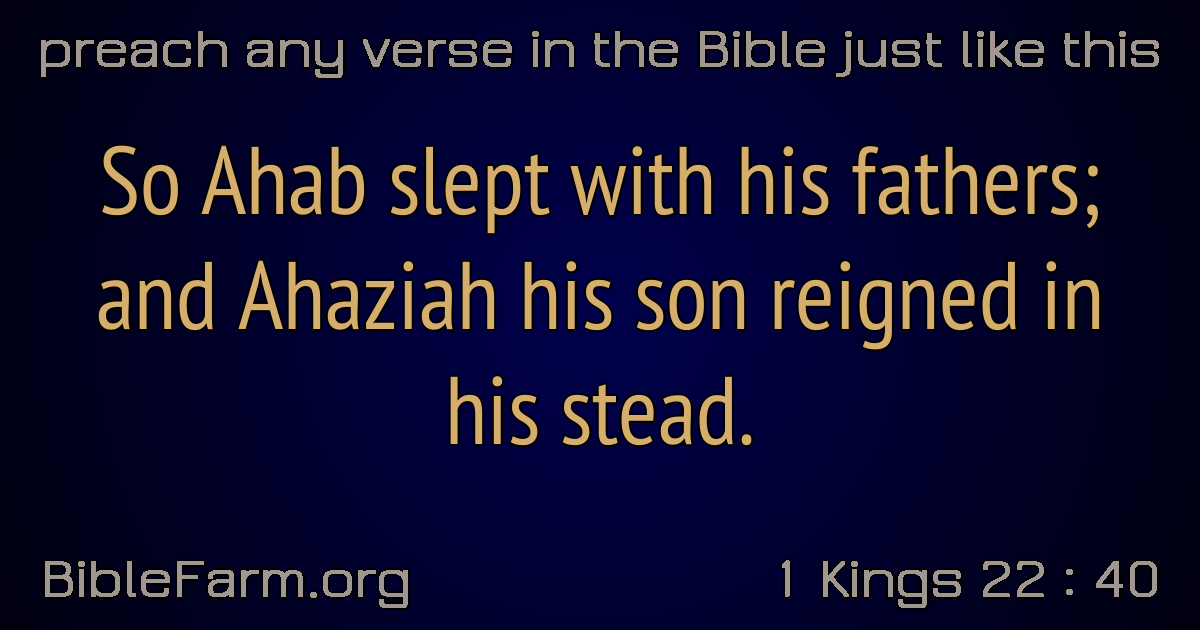 preach any verse in the Bible just like this
So Ahab slept with his fathers;
and Ahaziah his son reigned in
his stead.
BibleFarm.org
1 Kings 22 : 40